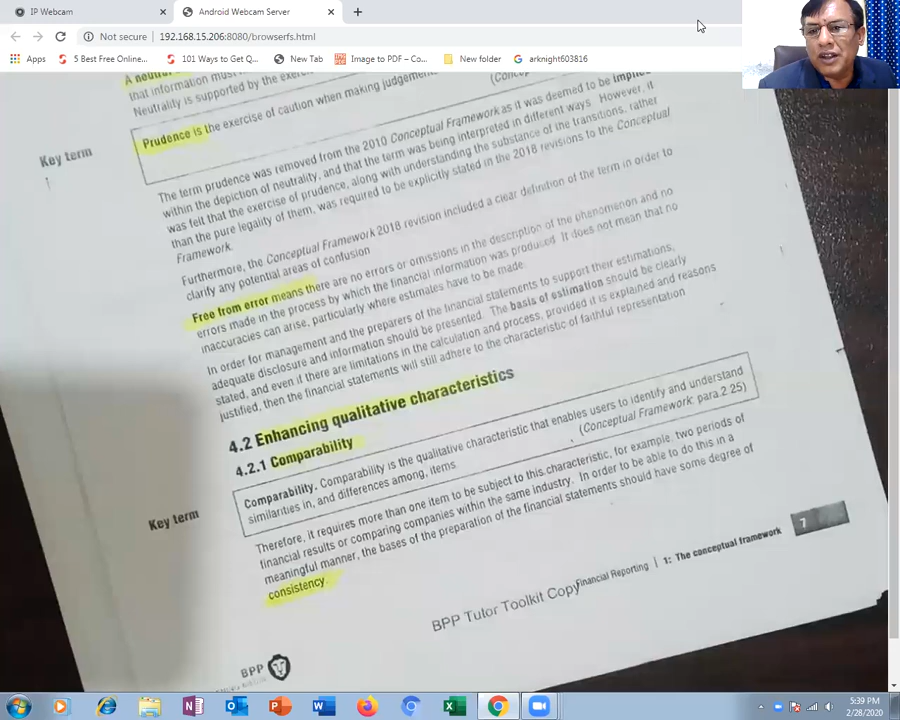 IP Webcam
Android Webcam Server
Not secure | 192.168.15.206:8080/browserfs.html
Apps
5 Best Free Onlin...
101 Ways to Get Q...
New Tab
Image to PDF – Co...
New folder
arknight603816
A neutral
that information must
Neutrality is supported by the exerci
Prudence is the exercise of caution when making judgeme
Key term
The term prudence was removed from the 2010 Conceptual Framework as it was deemed to be implic
within the depiction of neutrality, and that the term was being interpreted in different ways. However, it
was felt that the exercise of prudence, along with understanding the substance of the transitions, rather
than the pure legality of them, was required to be explicitly stated in the 2018 revisions to the Conceptual
Framework.
Furthermore, the Conceptual Framework 2018 revision included a clear definition of the term in order to
clarify any potential areas of confusion
Free from error means there are no errors or omissions in the description of the phenomenon and no
errors made in the process by which the financial information was produced. It does not mean that no
inaccuracies can arise, particularly where estimates have to be made.
In order for management and the preparers of the financial statements to support their estimations,
adequate disclosure and information should be presented. The basis of estimation should be clearly
stated, and even if there are limitations in the calculation and process, provided it is explained and reasons
justified, then the financial statements will still adhere to the characteristic of faithful representation
4.2 Enhancing qualitative characteristics
4.2.1 Comparability
Key term
Comparability. Comparability is the qualitative characteristic that enables users to identify and understand
similarities in, and differences among, items.
(Conceptual Framework: para.2.25)
Therefore, it requires more than one item to be subject to this characteristic, for example, two periods of
financial results or comparing companies within the same industry. In order to be able to do this in a
meaningful manner, the bases of the preparation of the financial statements should have some degree of
consistency.
Financial Reporting | 1: The conceptual framework
7
BPP Tutor Toolkit Copy
BPP
5:39 PM
2/28/2020